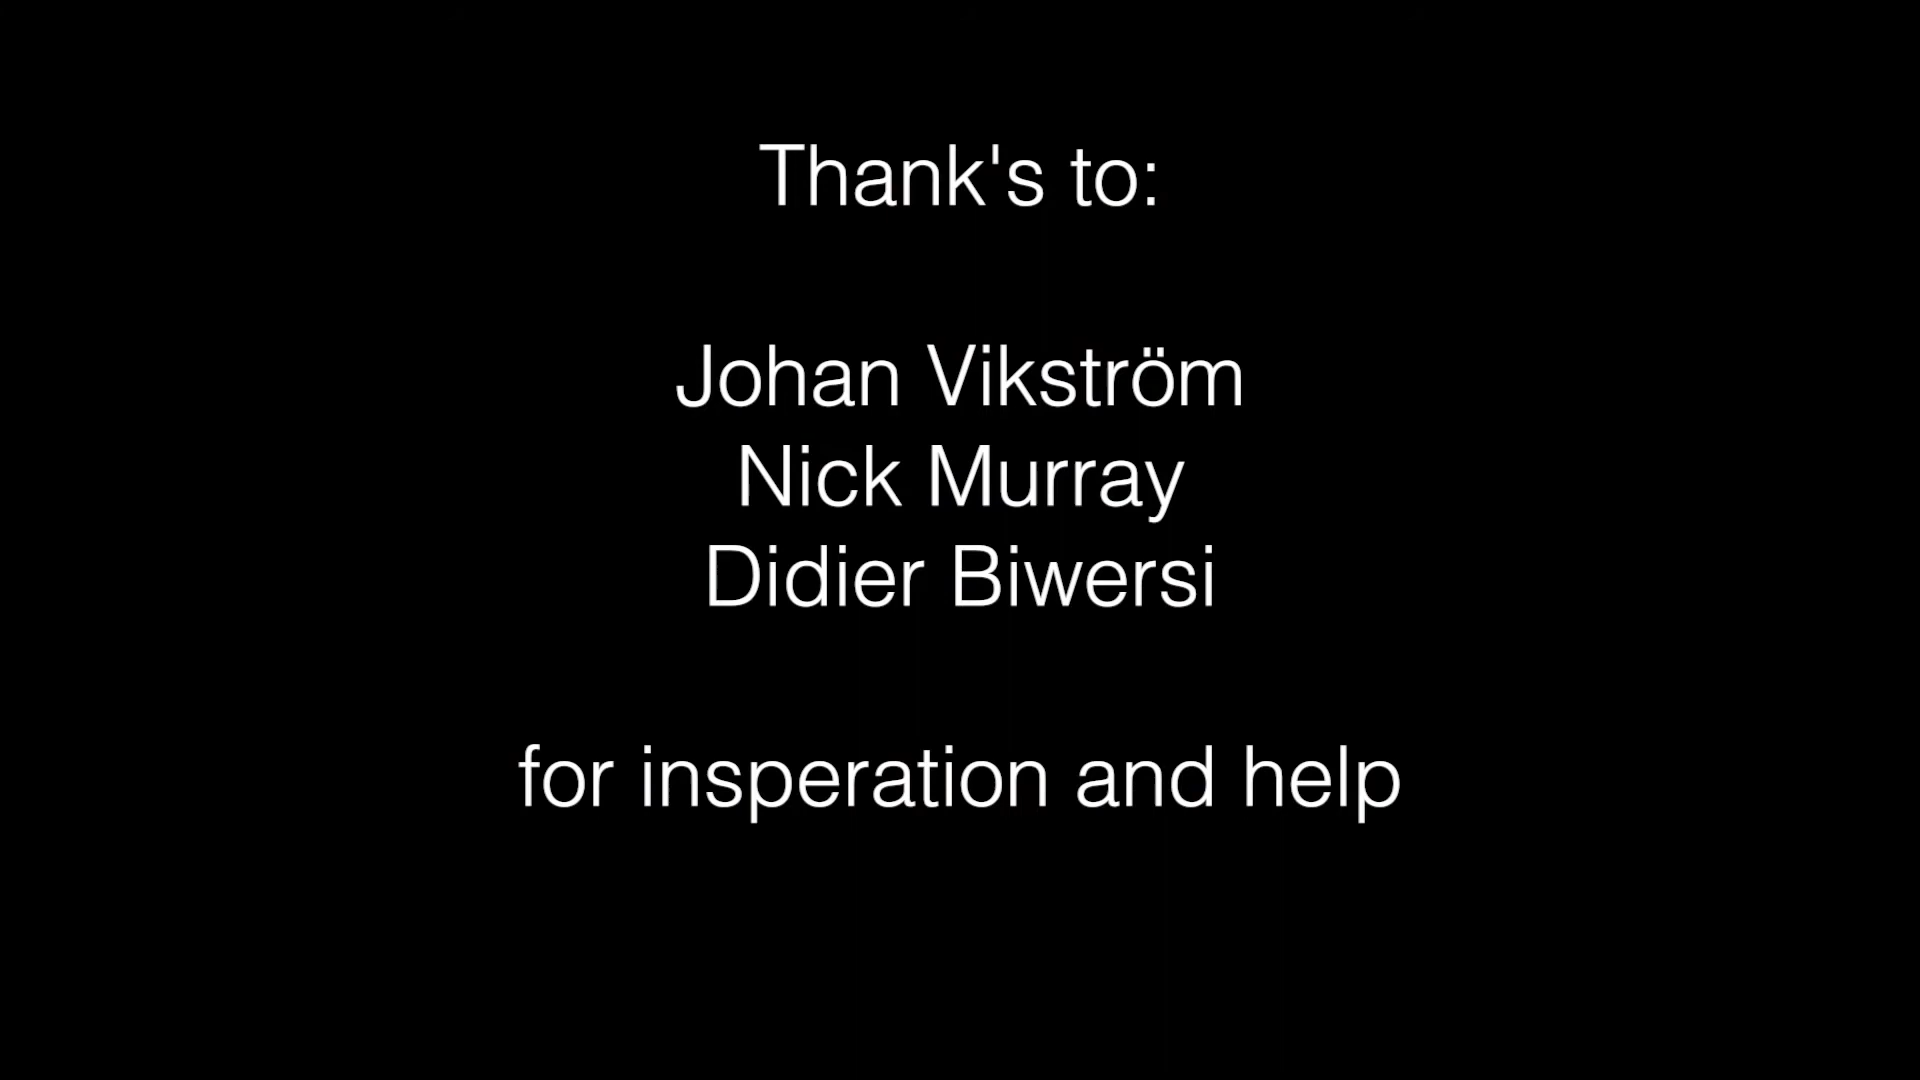 Thank's to:
Johan Vikström
Nick Murray
Didier Biwersi
for insperation and help